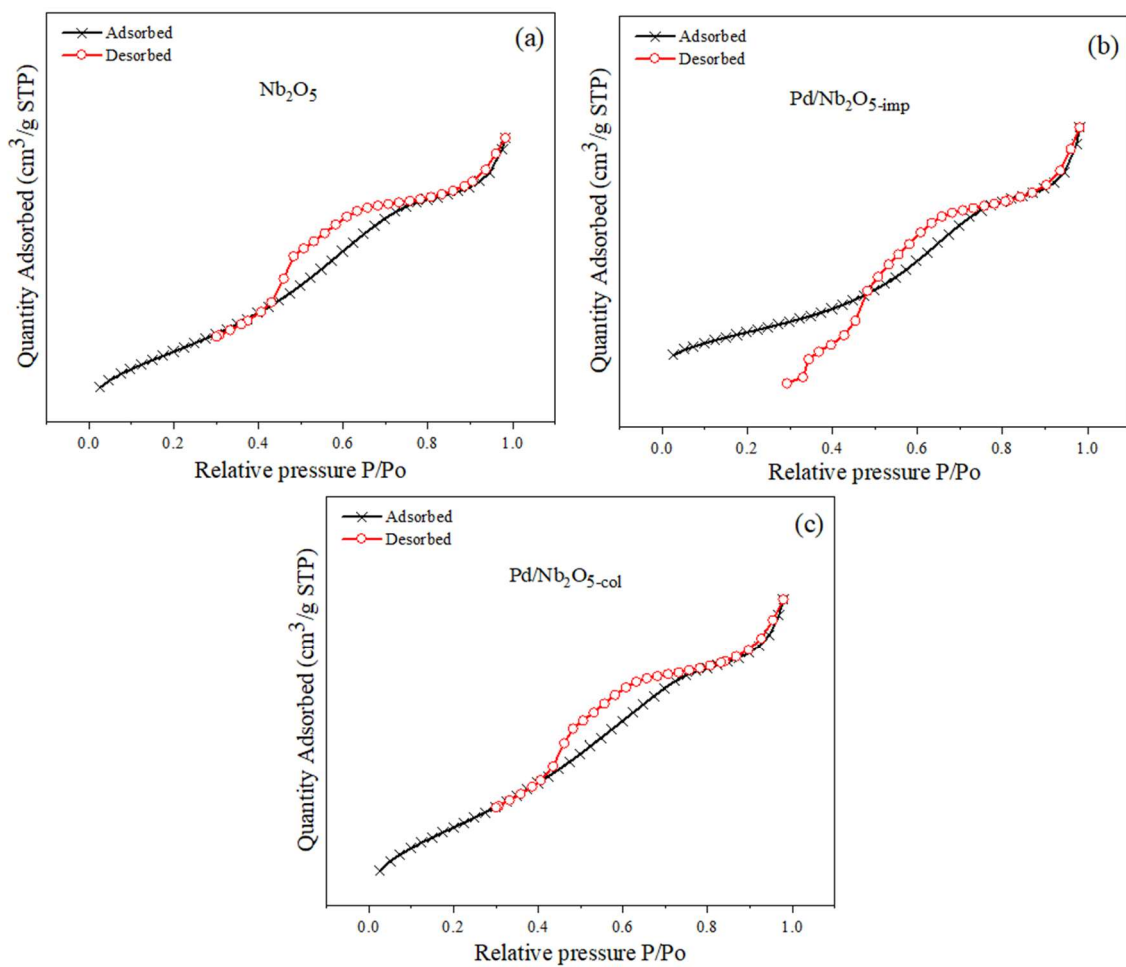 (a)
Adsorbed
Desorbed
Nb₂O₅
Quantity Adsorbed (cm³/g STP)
0.0 0.2 0.4 0.6 0.8 1.0
Relative pressure P/Po
(b)
Adsorbed
Desorbed
Pd/Nb₂O₅₋imp
Quantity Adsorbed (cm³/g STP)
0.0 0.2 0.4 0.6 0.8 1.0
Relative pressure P/Po
(c)
Adsorbed
Desorbed
Pd/Nb₂O₅₋col
Quantity Adsorbed (cm³/g STP)
0.0 0.2 0.4 0.6 0.8 1.0
Relative pressure P/Po